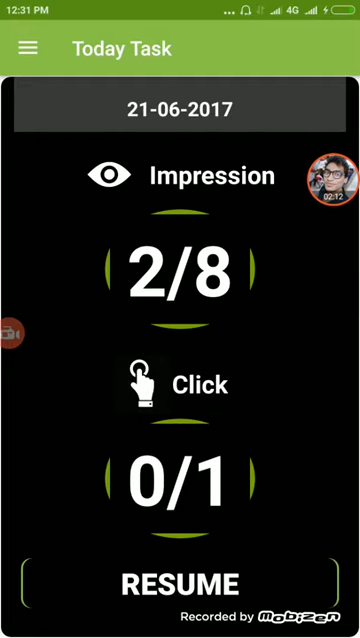 12:31 PM
4G
Today Task
21-06-2017
Impression
02:12
2/8
Click
0/1
RESUME
Recorded by Mobizen